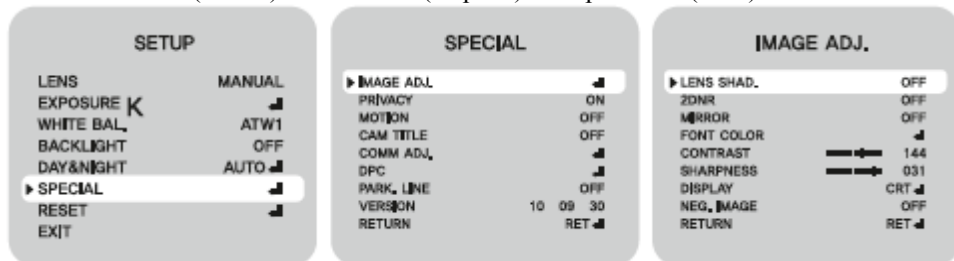 SETUP
LENS MANUAL
EXPOSURE K ↲
WHITE BAL. ATW1
BACKLIGHT OFF
DAY&NIGHT AUTO ↲
▶ SPECIAL ↲
RESET ↲
EXIT
SPECIAL
▶ IMAGE ADJ. ↲
PRIVACY ON
MOTION OFF
CAM TITLE OFF
COMM ADJ. ↲
DPC ↲
PARK. LINE OFF
VERSION 10 09 30
RETURN RET ↲
IMAGE ADJ.
▶ LENS SHAD. OFF
2DNR OFF
MIRROR OFF
FONT COLOR ↲
CONTRAST 144
SHARPNESS 031
DISPLAY CRT ↲
NEG. IMAGE OFF
RETURN RET ↲